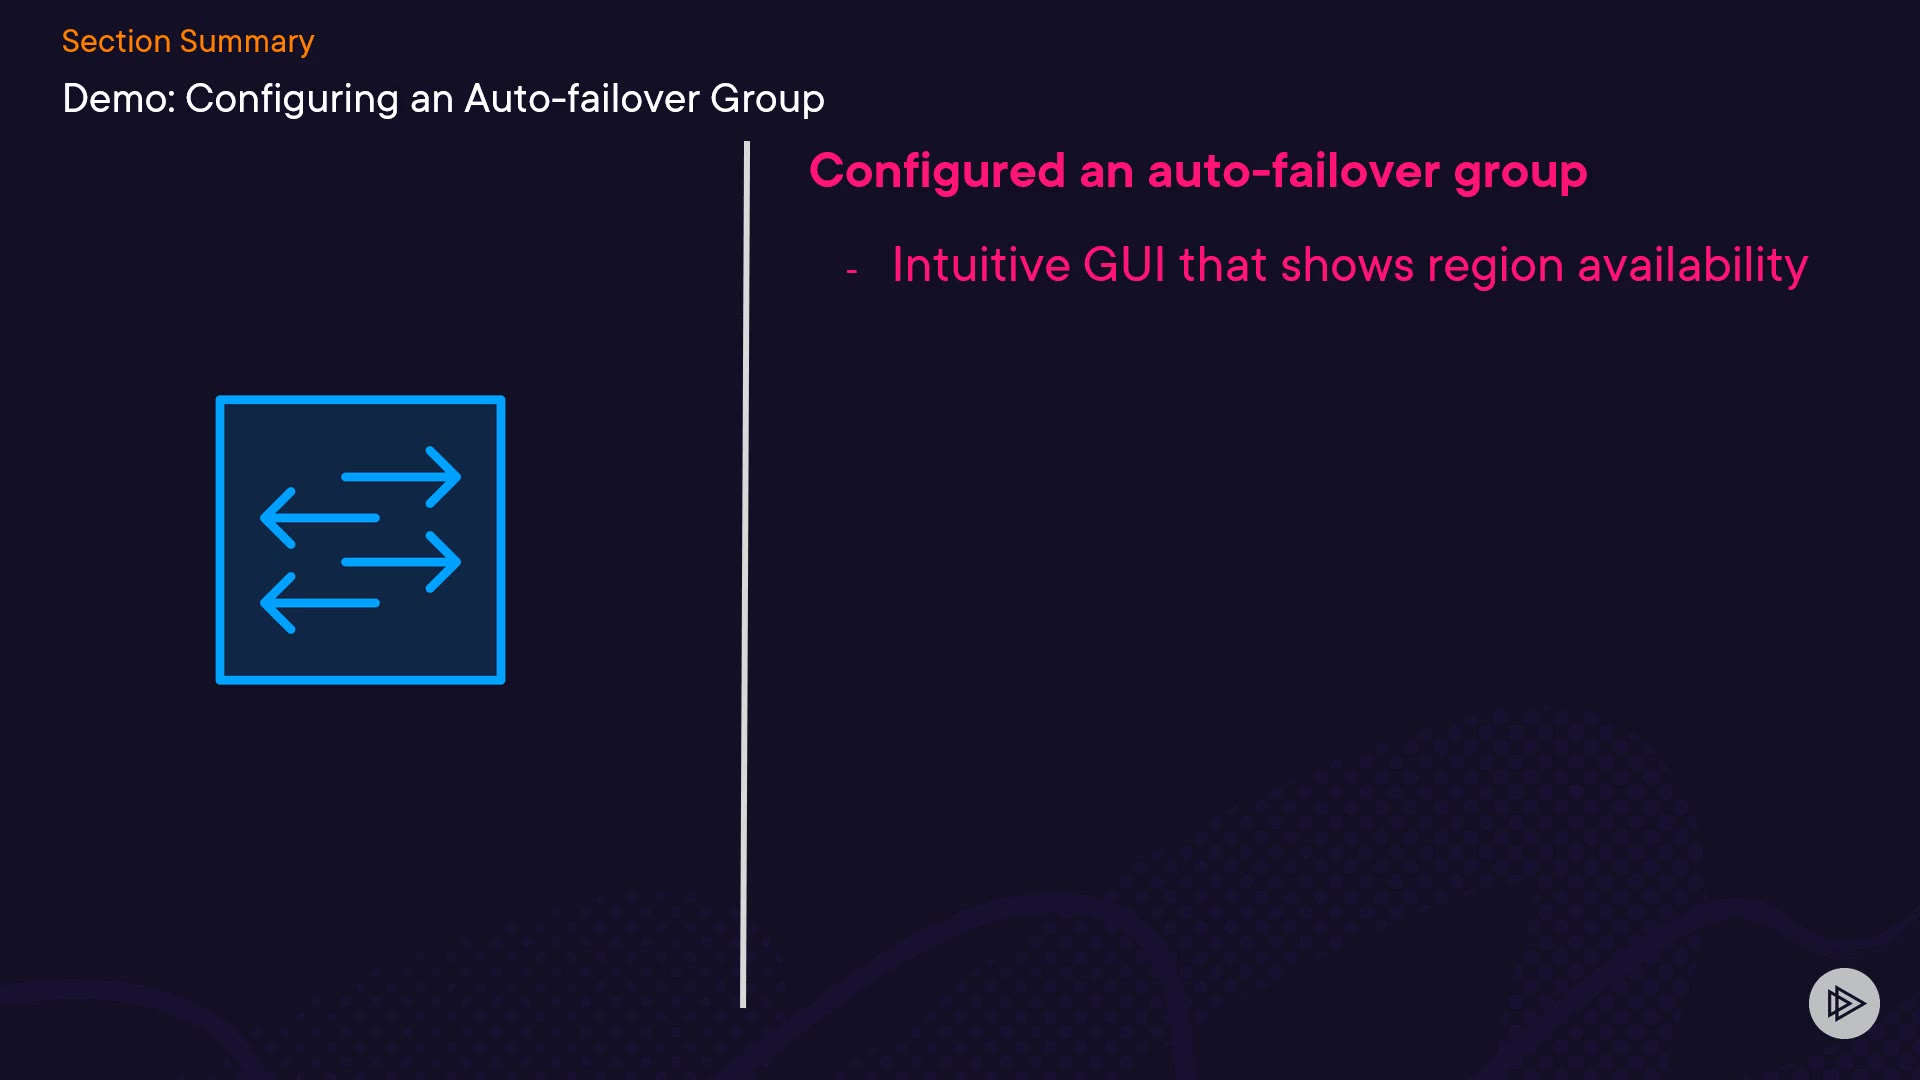 Section Summary
Demo: Configuring an Auto-failover Group
Configured an auto-failover group
- Intuitive GUI that shows region availability